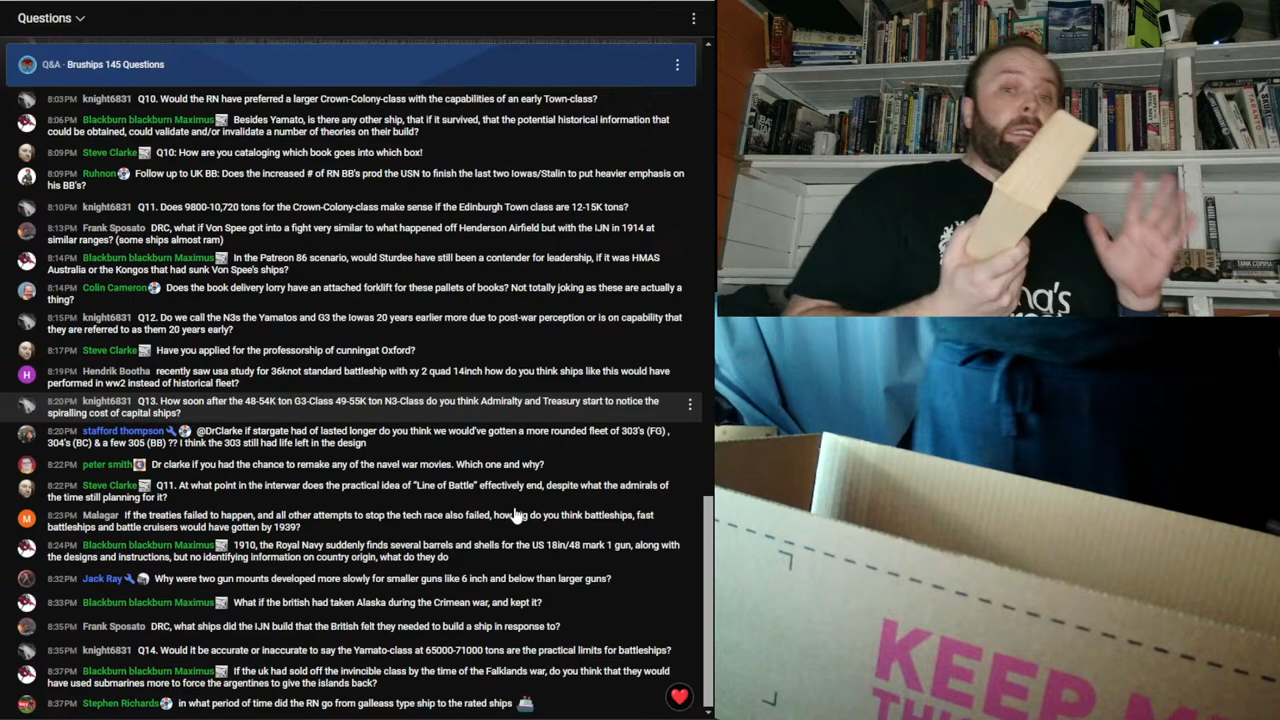 Questions
Q&A · Bruships 145 Questions
8:03PM knight6831 Q10. Would the RN have preferred a larger Crown-Colony-class with the capabilities of an early Town-class?
8:06PM Blackburn blackburn Maximus Besides Yamato, is there any other ship, that if it survived, that the potential historical information that
could be obtained, could validate and/or invalidate a number of theories on their build?
8:09PM Steve Clarke Q10: How are you cataloging which book goes into which box!
8:09PM Ruhnon Follow up to UK BB: Does the increased # of RN BB's prod the USN to finish the last two Iowas/Stalin to put heavier emphasis on
his BB's?
8:10PM knight6831 Q11. Does 9800-10,720 tons for the Crown-Colony-class make sense if the Edinburgh Town class are 12-15K tons?
8:13PM Frank Sposato DRC, what if Von Spee got into a fight very similar to what happened off Henderson Airfield but with the IJN in 1914 at
similar ranges? (some ships almost ram)
8:14PM Blackburn blackburn Maximus In the Patreon 86 scenario, would Sturdee have still been a contender for leadership, if it was HMAS
Australia or the Kongos that had sunk Von Spee's ships?
8:14PM Colin Cameron Does the book delivery lorry have an attached forklift for these pallets of books? Not totally joking as these are actually a
thing?
8:15PM knight6831 Q12. Do we call the N3s the Yamatos and G3 the Iowas 20 years earlier more due to post-war perception or is on capability that
they are referred to as them 20 years early?
8:17PM Steve Clarke Have you applied for the professorship of cunningat Oxford?
8:19PM Hendrik Bootha recently saw usa study for 36knot standard battleship with xy 2 quad 14inch how do you think ships like this would have
performed in ww2 instead of historical fleet?
8:20PM knight6831 Q13. How soon after the 48-54K ton G3-Class 49-55K ton N3-Class do you think Admiralty and Treasury start to notice the
spiralling cost of capital ships?
8:20PM stafford thompson @DrClarke if stargate had of lasted longer do you think we would've gotten a more rounded fleet of 303's (FG) ,
304's (BC) & a few 305 (BB) ?? I think the 303 still had life left in the design
8:22PM peter smith Dr clarke if you had the chance to remake any of the navel war movies. Which one and why?
8:22PM Steve Clarke Q11. At what point in the interwar does the practical idea of "Line of Battle" effectively end, despite what the admirals of
the time still planning for it?
8:23PM Malagar If the treaties failed to happen, and all other attempts to stop the tech race also failed, how big do you think battleships, fast
battleships and battle cruisers would have gotten by 1939?
8:24PM Blackburn blackburn Maximus 1910, the Royal Navy suddenly finds several barrels and shells for the US 18in/48 mark 1 gun, along with
the designs and instructions, but no identifying information on country origin, what do they do
8:32PM Jack Ray Why were two gun mounts developed more slowly for smaller guns like 6 inch and below than larger guns?
8:33PM Blackburn blackburn Maximus What if the british had taken Alaska during the Crimean war, and kept it?
8:35PM Frank Sposato DRC, what ships did the IJN build that the British felt they needed to build a ship in response to?
8:35PM knight6831 Q14. Would it be accurate or inaccurate to say the Yamato-class at 65000-71000 tons are the practical limits for battleships?
8:37PM Blackburn blackburn Maximus If the uk had sold off the invincible class by the time of the Falklands war, do you think that they would
have used submarines more to force the argentines to give the islands back?
8:37PM Stephen Richards in what period of time did the RN go from galleass type ship to the rated ships
KEEP